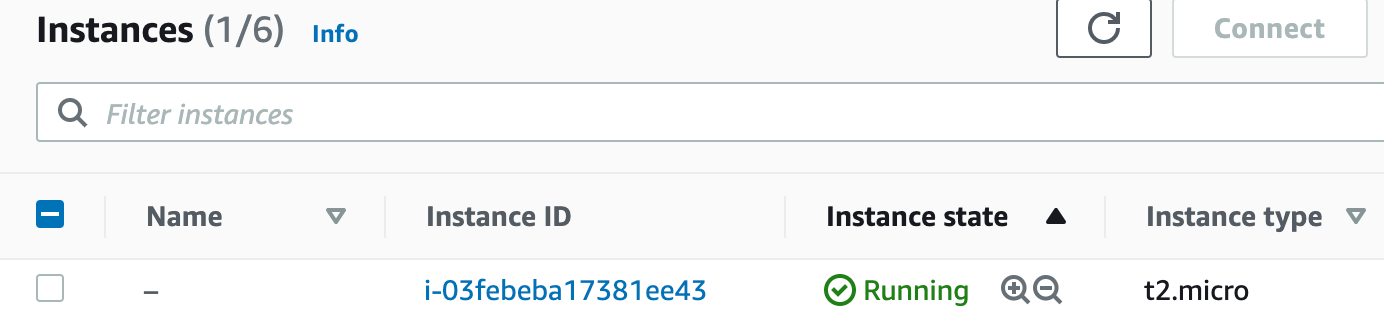 Instances (1/6) Info Connect
Filter instances
Name Instance ID Instance state Instance type
– i-03febeba17381ee43 Running t2.micro